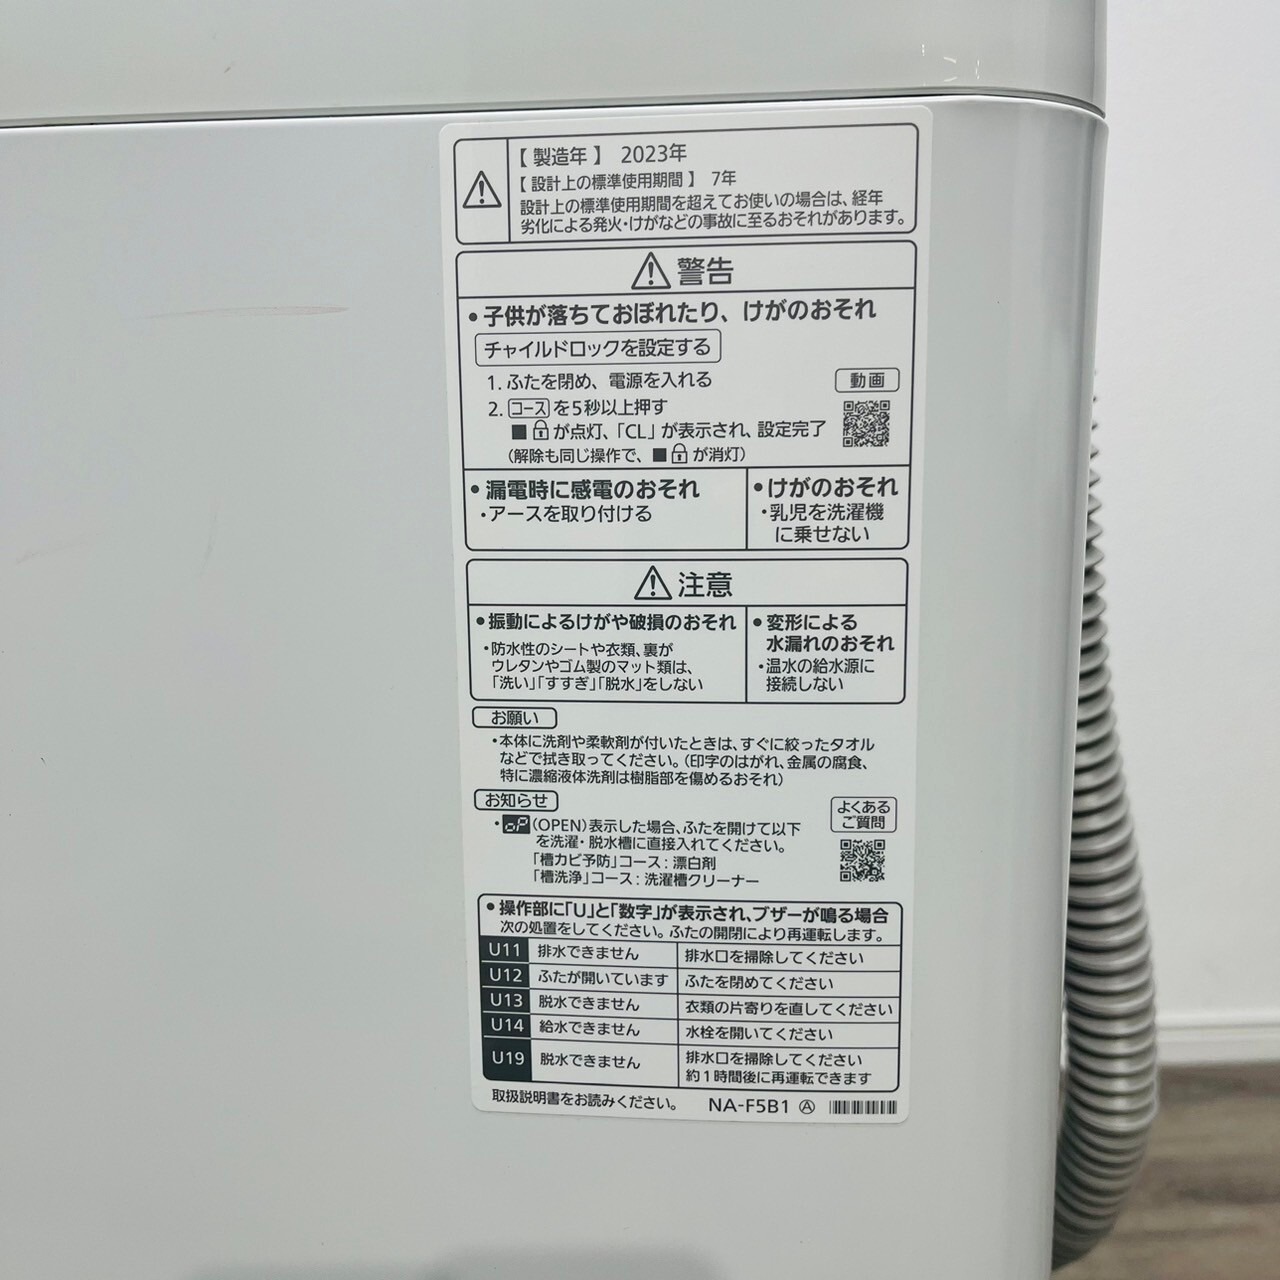 【 製造年 】 2023年
【 設計上の標準使用期間 】 7年
設計上の標準使用期間を超えてお使いの場合は、経年
劣化による発火・けがなどの事故に至るおそれがあります。
警告
• 子供が落ちておぼれたり、けがのおそれ
チャイルドロックを設定する
1. ふたを閉め、電源を入れる
動画
2. コース を5秒以上押す
■ が点灯、「CL」が表示され、設定完了
(解除も同じ操作で、■ が消灯)
• 漏電時に感電のおそれ
・アースを取り付ける
• けがのおそれ
・乳児を洗濯機
に乗せない
注意
• 振動によるけがや破損のおそれ
・防水性のシートや衣類、裏が
ウレタンやゴム製のマット類は、
「洗い」「すすぎ」「脱水」をしない
• 変形による
水漏れのおそれ
・温水の給水源に
接続しない
お願い
・本体に洗剤や柔軟剤が付いたときは、すぐに絞ったタオル
などで拭き取ってください。(印字のはがれ、金属の腐食、
特に濃縮液体洗剤は樹脂部を傷めるおそれ)
お知らせ
よくある
ご質問
・oP(OPEN)表示した場合、ふたを開けて以下
を洗濯・脱水槽に直接入れてください。
「槽カビ予防」コース：漂白剤
「槽洗浄」コース：洗濯槽クリーナー
• 操作部に「U」と「数字」が表示され、ブザーが鳴る場合
次の処置をしてください。ふたの開閉により再運転します。
U11 排水できません 排水口を掃除してください
U12 ふたが開いています ふたを閉めてください
U13 脱水できません 衣類の片寄りを直してください
U14 給水できません 水栓を開いてください
U19 脱水できません 排水口を掃除してください
約1時間後に再運転できます
取扱説明書をお読みください。 NA-F5B1 Ⓐ